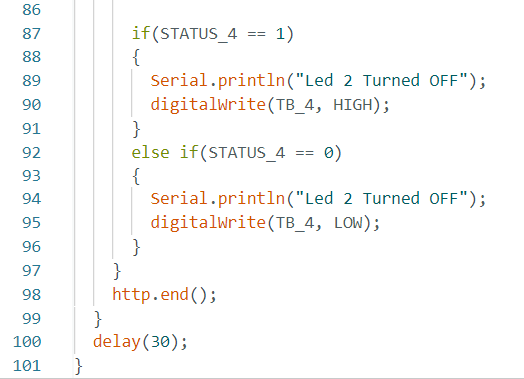 86
87 if(STATUS_4 == 1)
88 {
89 Serial.println("Led 2 Turned OFF");
90 digitalWrite(TB_4, HIGH);
91 }
92 else if(STATUS_4 == 0)
93 {
94 Serial.println("Led 2 Turned OFF");
95 digitalWrite(TB_4, LOW);
96 }
97 }
98 http.end();
99 }
100 delay(30);
101 }